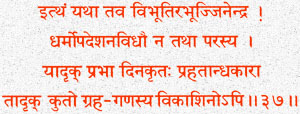 इत्थं यथा तव विभूतिरभूज्जिनेन्द्र !
धर्मोपदेशनविधौ न तथा परस्य ।
यादृक् प्रभा दिनकृतः प्रहतान्धकारा
तादृक् कुतो ग्रह-गणस्य विकाशिनोऽपि ॥३७॥